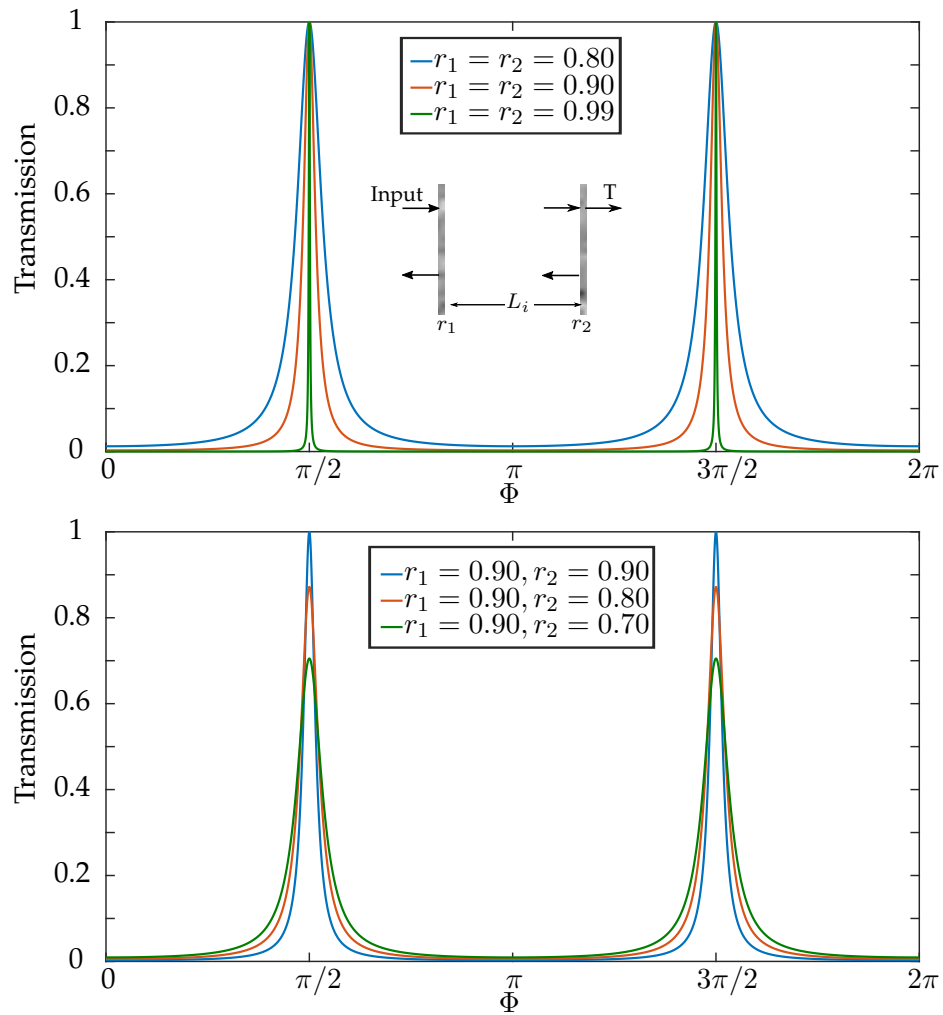 1
0.8
0.6
0.4
0.2
0
Transmission
r₁ = r₂ = 0.80
r₁ = r₂ = 0.90
r₁ = r₂ = 0.99
Input
T
Lᵢ
r₁
r₂
0
π/2
π
3π/2
2π
Φ
1
0.8
0.6
0.4
0.2
0
Transmission
r₁ = 0.90, r₂ = 0.90
r₁ = 0.90, r₂ = 0.80
r₁ = 0.90, r₂ = 0.70
0
π/2
π
3π/2
2π
Φ